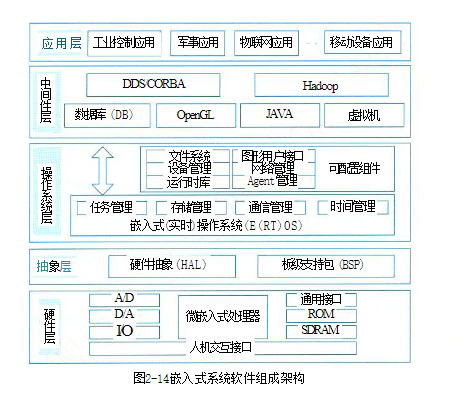 应用层 工业控制应用 军事应用 物联网应用 … 移动设备应用
中间件层
DDS/CORBA Hadoop
数据库(DB) OpenGL JAVA 虚拟机
操作系统层
文件系统 图形用户接口
设备管理 网络管理 可配置组件
运行时库 Agent管理
任务管理 存储管理 通信管理 时间管理
嵌入式(实时)操作系统(E(RT)OS)
抽象层 硬件抽象(HAL) 板级支持包(BSP)
硬件层
A/D 通用接口
D/A 微嵌入式处理器 ROM
I/O SDRAM
人机交互接口
图2-14嵌入式系统软件组成架构